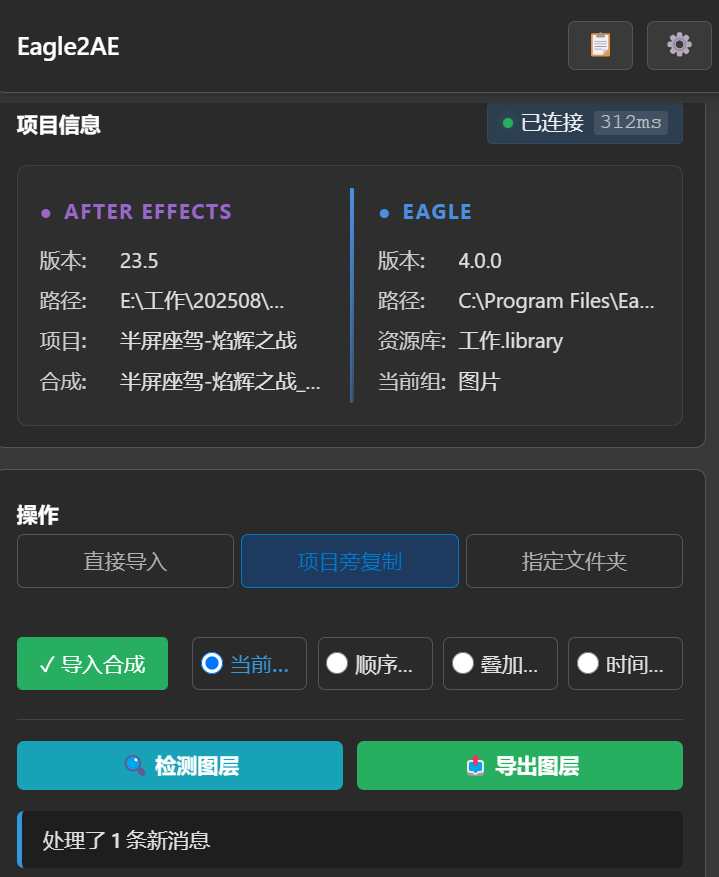 Eagle2AE
项目信息
已连接 312ms
AFTER EFFECTS
版本: 23.5
路径: E:\工作\202508\...
项目: 半屏座驾-焰辉之战
合成: 半屏座驾-焰辉之战_...
EAGLE
版本: 4.0.0
路径: C:\Program Files\Ea...
资源库: 工作.library
当前组: 图片
操作
直接导入 项目旁复制 指定文件夹
✓ 导入合成 当前... 顺序... 叠加... 时间...
检测图层 导出图层
处理了 1 条新消息